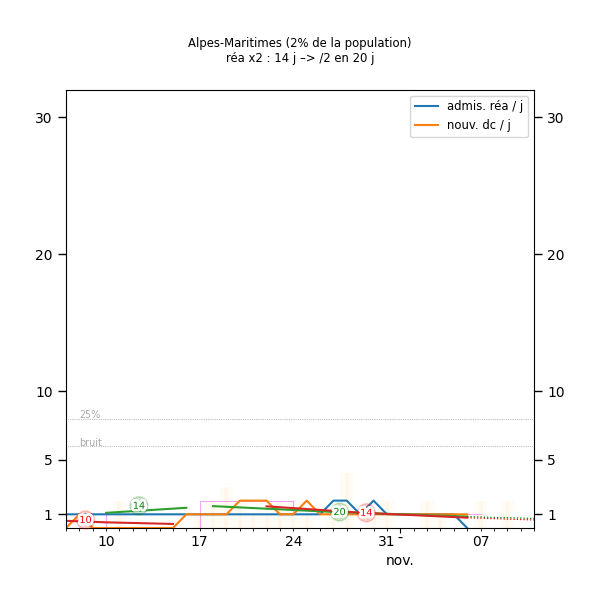 Alpes-Maritimes (2% de la population)
réa x2 : 14 j –> /2 en 20 j
admis. réa / j
nouv. dc / j
30 30
20 20
10 10
25%
bruit
5 5
1 1
10 14 20 14
10 17 24 31 07
nov.